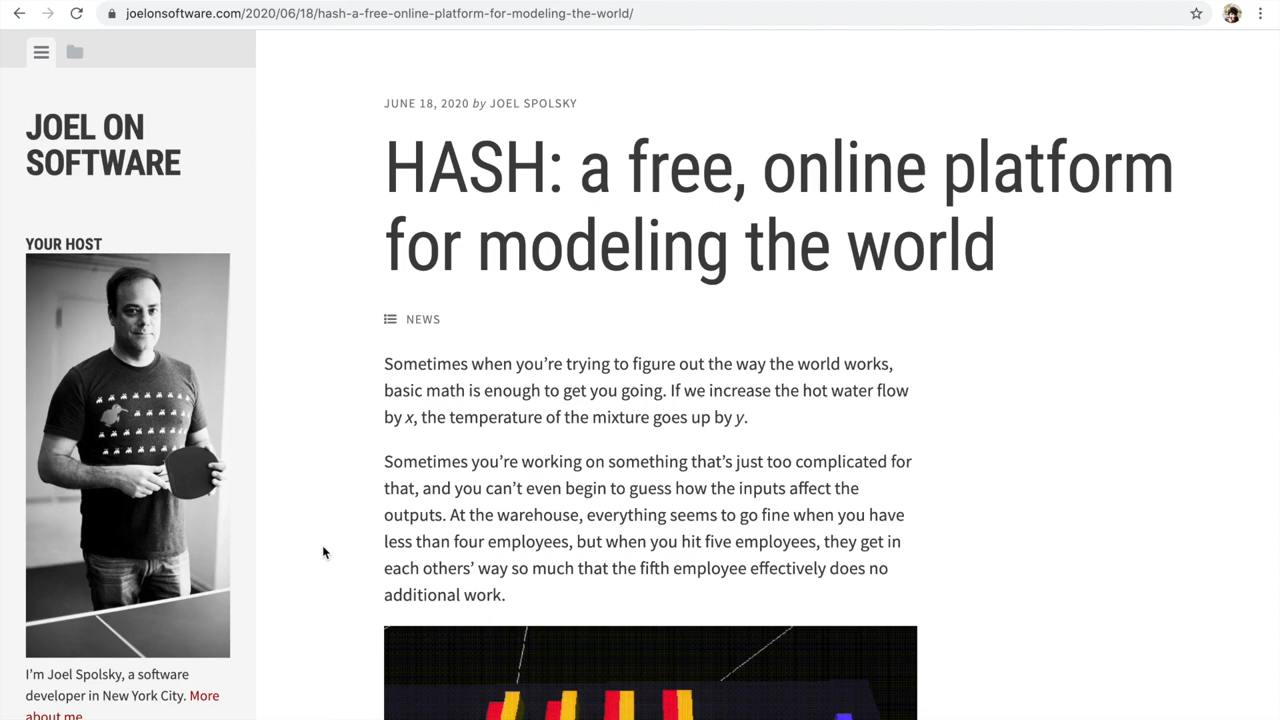 joelonsoftware.com/2020/06/18/hash-a-free-online-platform-for-modeling-the-world/
JOEL ON
SOFTWARE
YOUR HOST
I’m Joel Spolsky, a software
developer in New York City. More
about me.
JUNE 18, 2020 by JOEL SPOLSKY
HASH: a free, online platform
for modeling the world
NEWS
Sometimes when you’re trying to figure out the way the world works,
basic math is enough to get you going. If we increase the hot water flow
by x, the temperature of the mixture goes up by y.
Sometimes you’re working on something that’s just too complicated for
that, and you can’t even begin to guess how the inputs affect the
outputs. At the warehouse, everything seems to go fine when you have
less than four employees, but when you hit five employees, they get in
each others’ way so much that the fifth employee effectively does no
additional work.